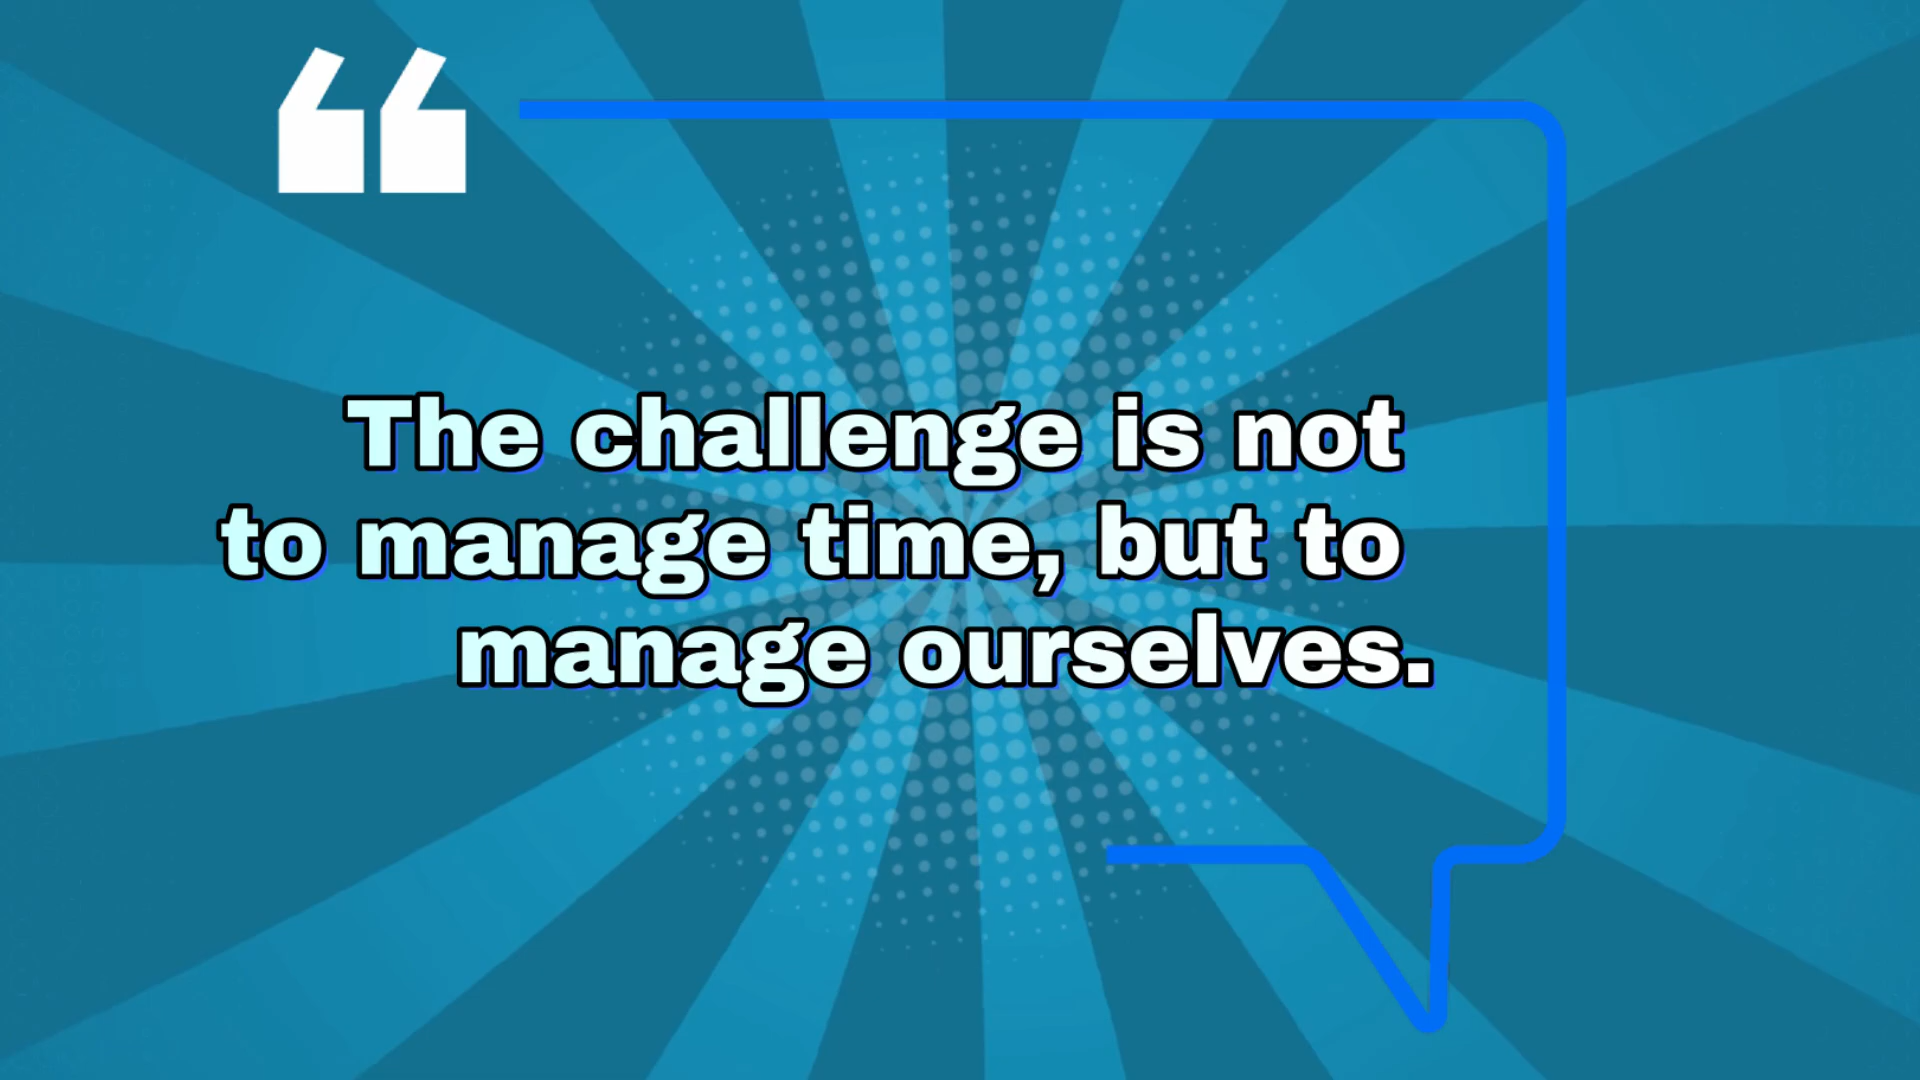 “
The challenge is not
to manage time, but to
manage ourselves.